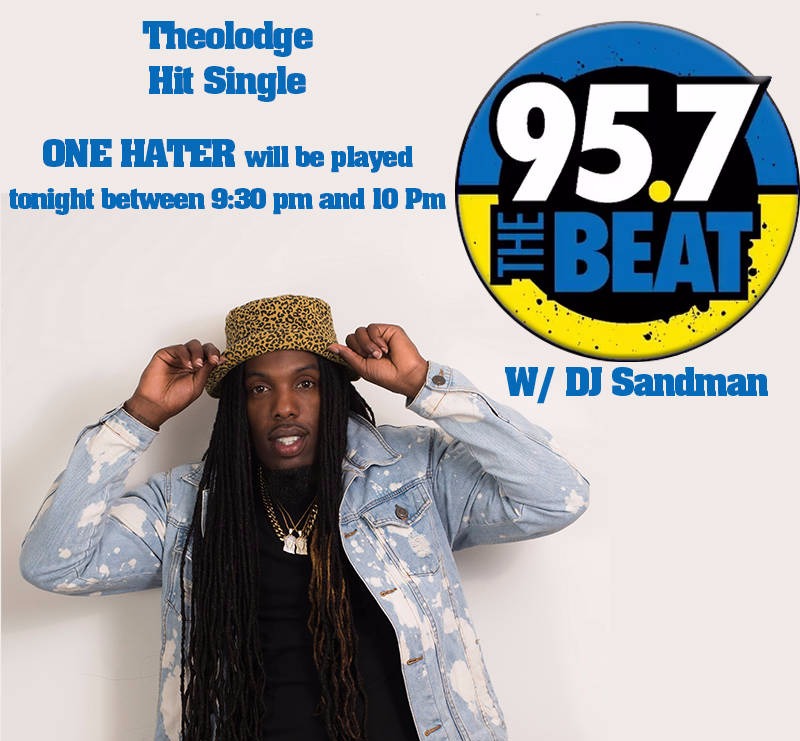 Theolodge
Hit Single
ONE HATER will be played
tonight between 9:30 pm and 10 Pm
95.7
THE
BEAT
W/ DJ Sandman